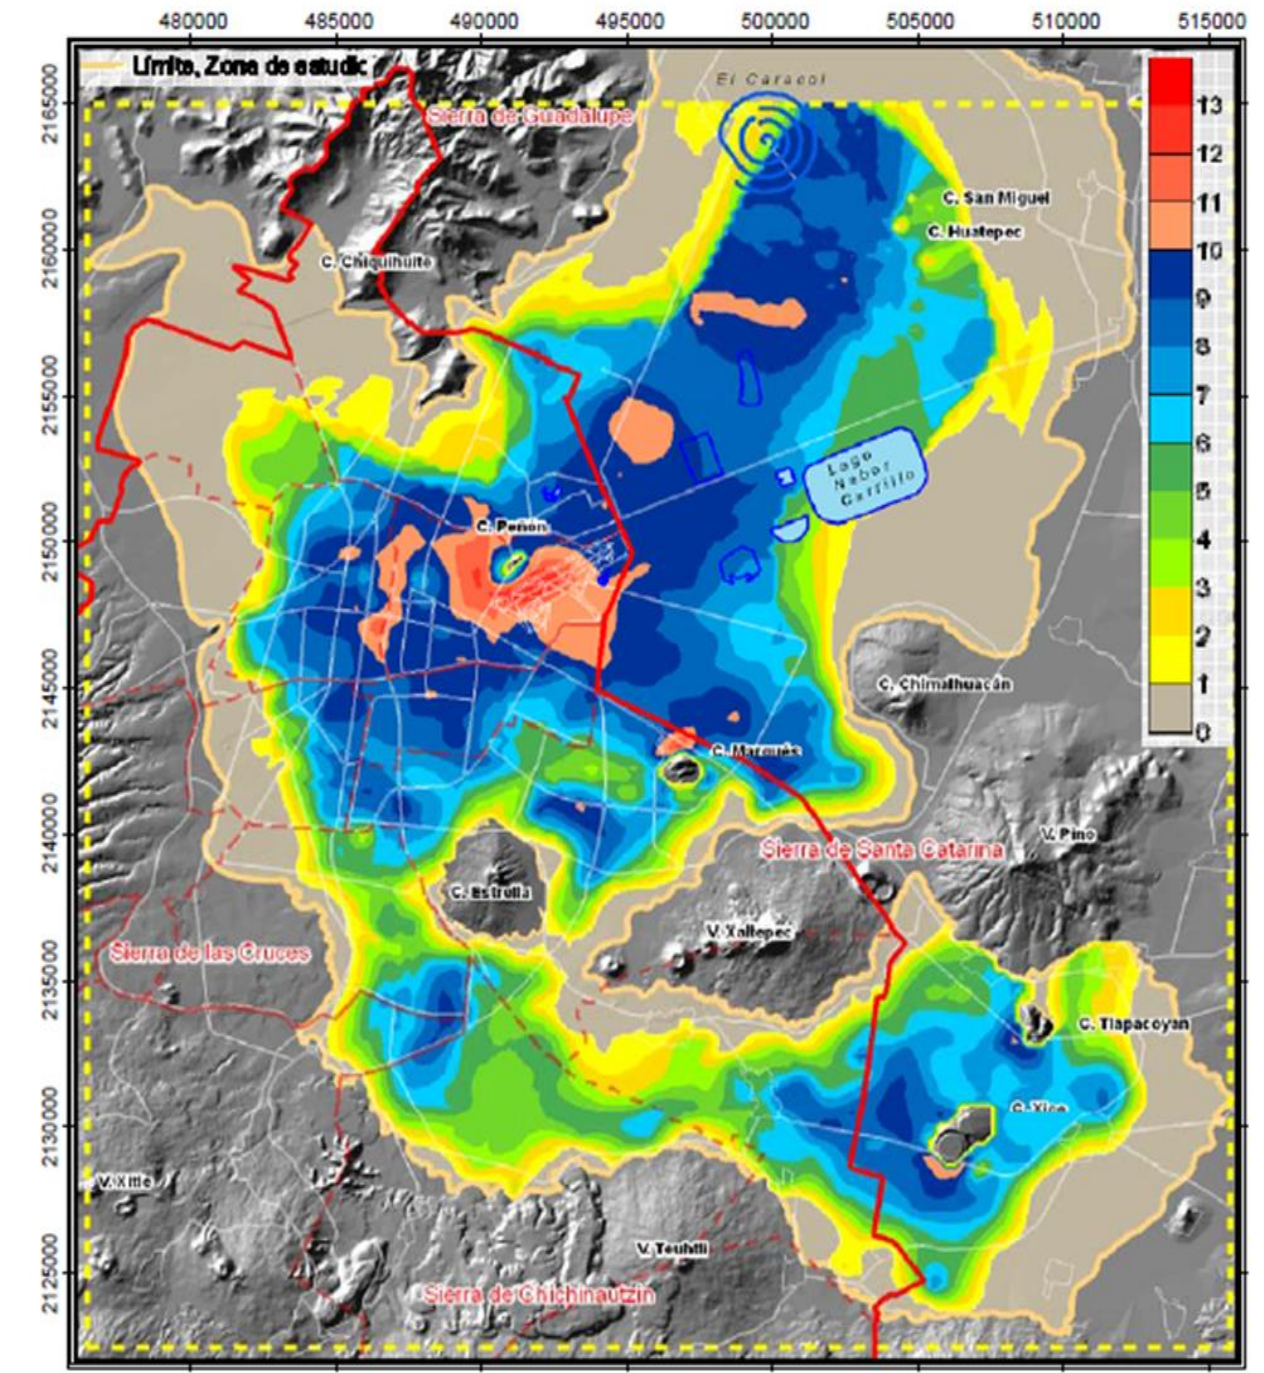 480000 485000 490000 495000 500000 505000 510000 515000
Límite, Zona de estudic
El Caracol
2165000
Sierra de Guadalupe
C. San Miguel
C. Huatepec
2160000
C. Chiquihuite
2155000
Lago
Nabor
Carrillo
2150000
C. Peñón
2145000
C. Chimalhuacán
C. Marqués
2140000
V. Pino
Sierra de Santa Catarina
C. Estrella
V. Xaltepec
Sierra de las Cruces
2135000
C. Tlapacoyan
C. Xico
2130000
V. Xitle
V. Teuhtli
2125000
Sierra de Chichinautzin
13
12
11
10
9
8
7
6
5
4
3
2
1
0